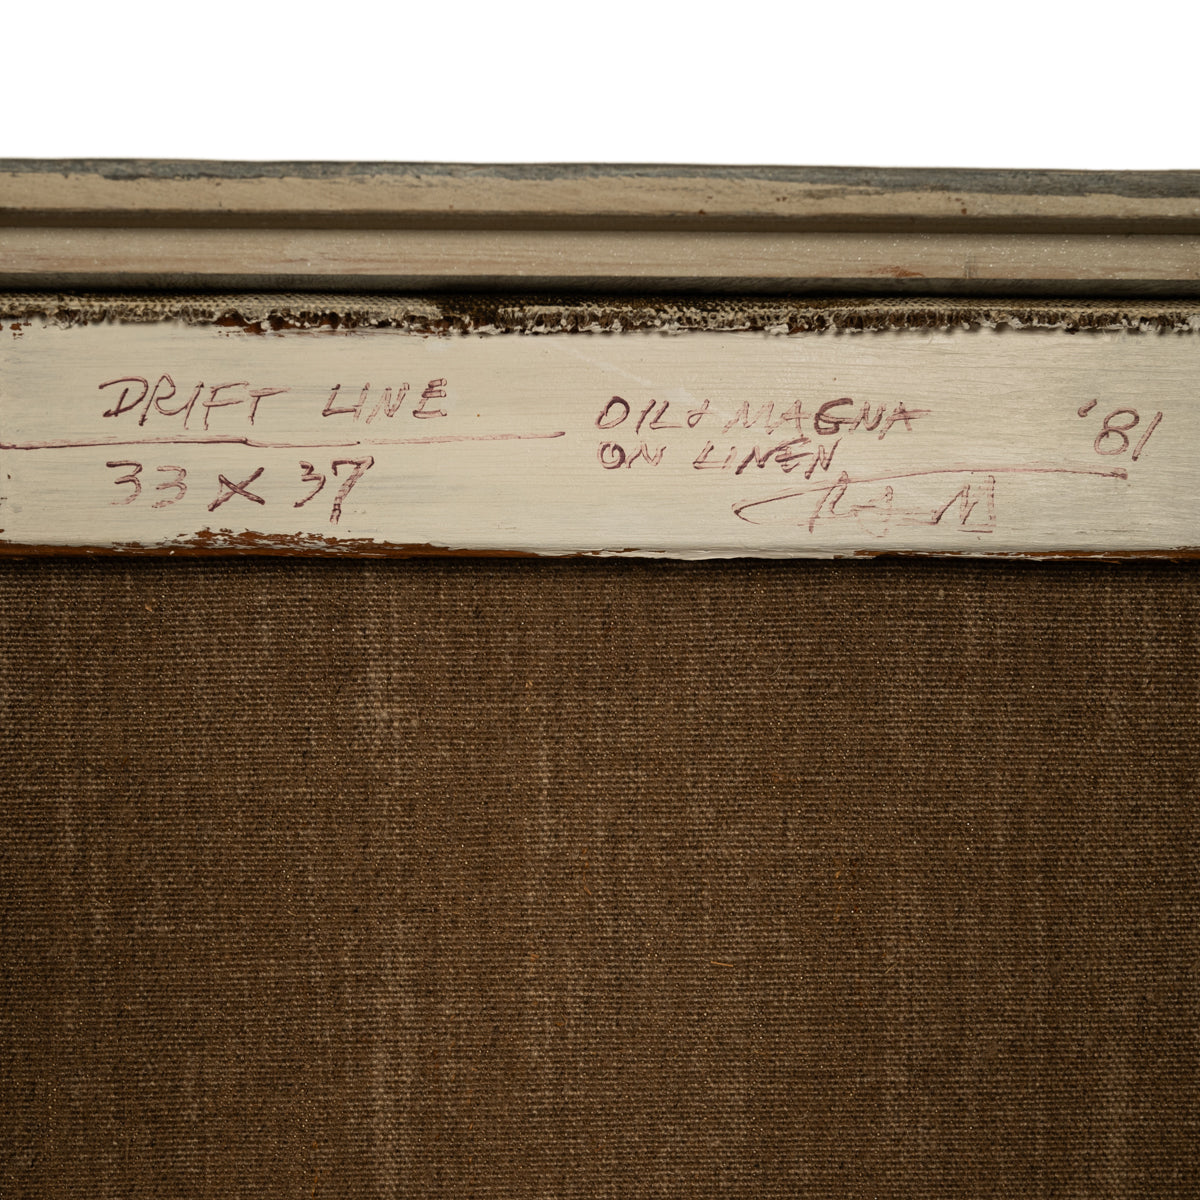 DRIFT LINE
33 X 37
OIL & MAGNA
ON LINEN
'81